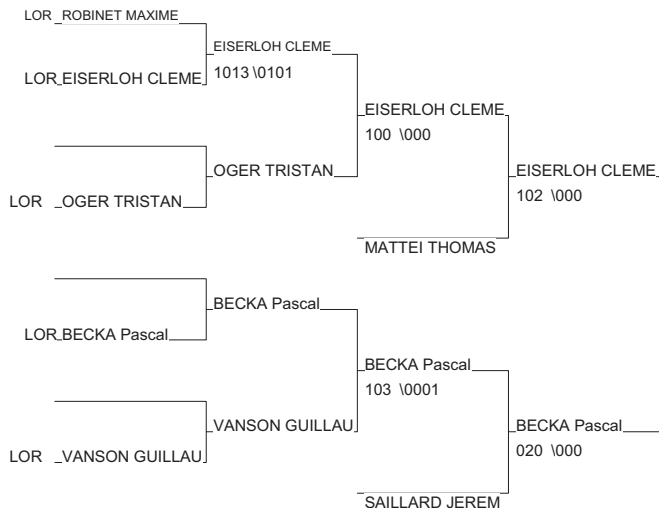 LOR ROBINET MAXIME
EISERLOH CLEME
1013 \0101
LOR EISERLOH CLEME
EISERLOH CLEME
100 \000
OGER TRISTAN
EISERLOH CLEME
102 \000
LOR OGER TRISTAN
MATTEI THOMAS
BECKA Pascal
LOR BECKA Pascal
BECKA Pascal
103 \0001
VANSON GUILLAU
BECKA Pascal
020 \000
LOR VANSON GUILLAU
SAILLARD JEREM